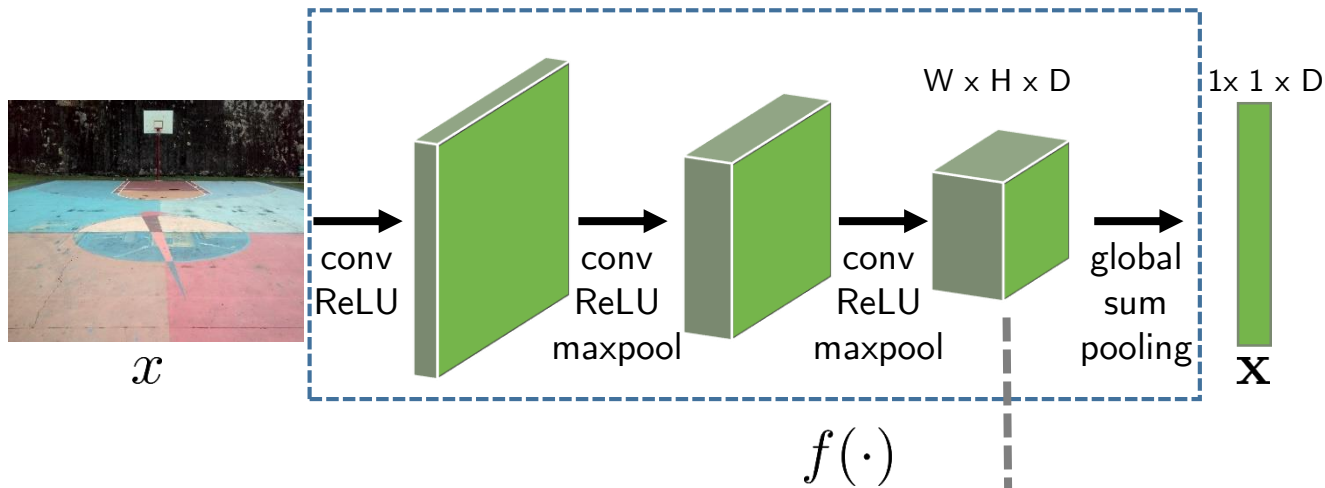 W x H x D
1x 1 x D
conv
ReLU
conv
ReLU
maxpool
conv
ReLU
maxpool
global
sum
pooling
x
x
f(·)